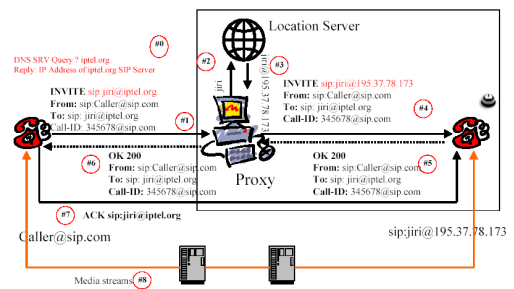 Location Server
#0
DNS SRV Query ? iptel.org
Reply: IP Address of iptel.org SIP Server
#2
#3
jiri
jiri@195.37.78.173
INVITE sip:jiri@iptel.org
From: sip:Caller@sip.com
To: sip: jiri@iptel.org
Call-ID: 345678@sip.com
#1
INVITE sip:jiri@195.37.78.173
From: sip:Caller@sip.com
To: sip: jiri@iptel.org
Call-ID: 345678@sip.com
#4
#6
OK 200
From: sip:Caller@sip.com
To: sip: jiri@iptel.org
Call-ID: 345678@sip.com
Proxy
OK 200
From: sip:Caller@sip.com
To: sip: jiri@iptel.org
Call-ID: 345678@sip.com
#5
#7
ACK sip:jiri@iptel.org
Caller@sip.com
sip:jiri@195.37.78.173
Media streams
#8